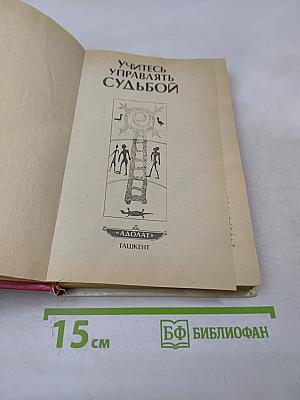 УЧИТЕСЬ
УПРАВЛЯТЬ
СУДЬБОЙ
«АДОЛАТ»
ТАШКЕНТ
15 см
БФ БИБЛИОФАН